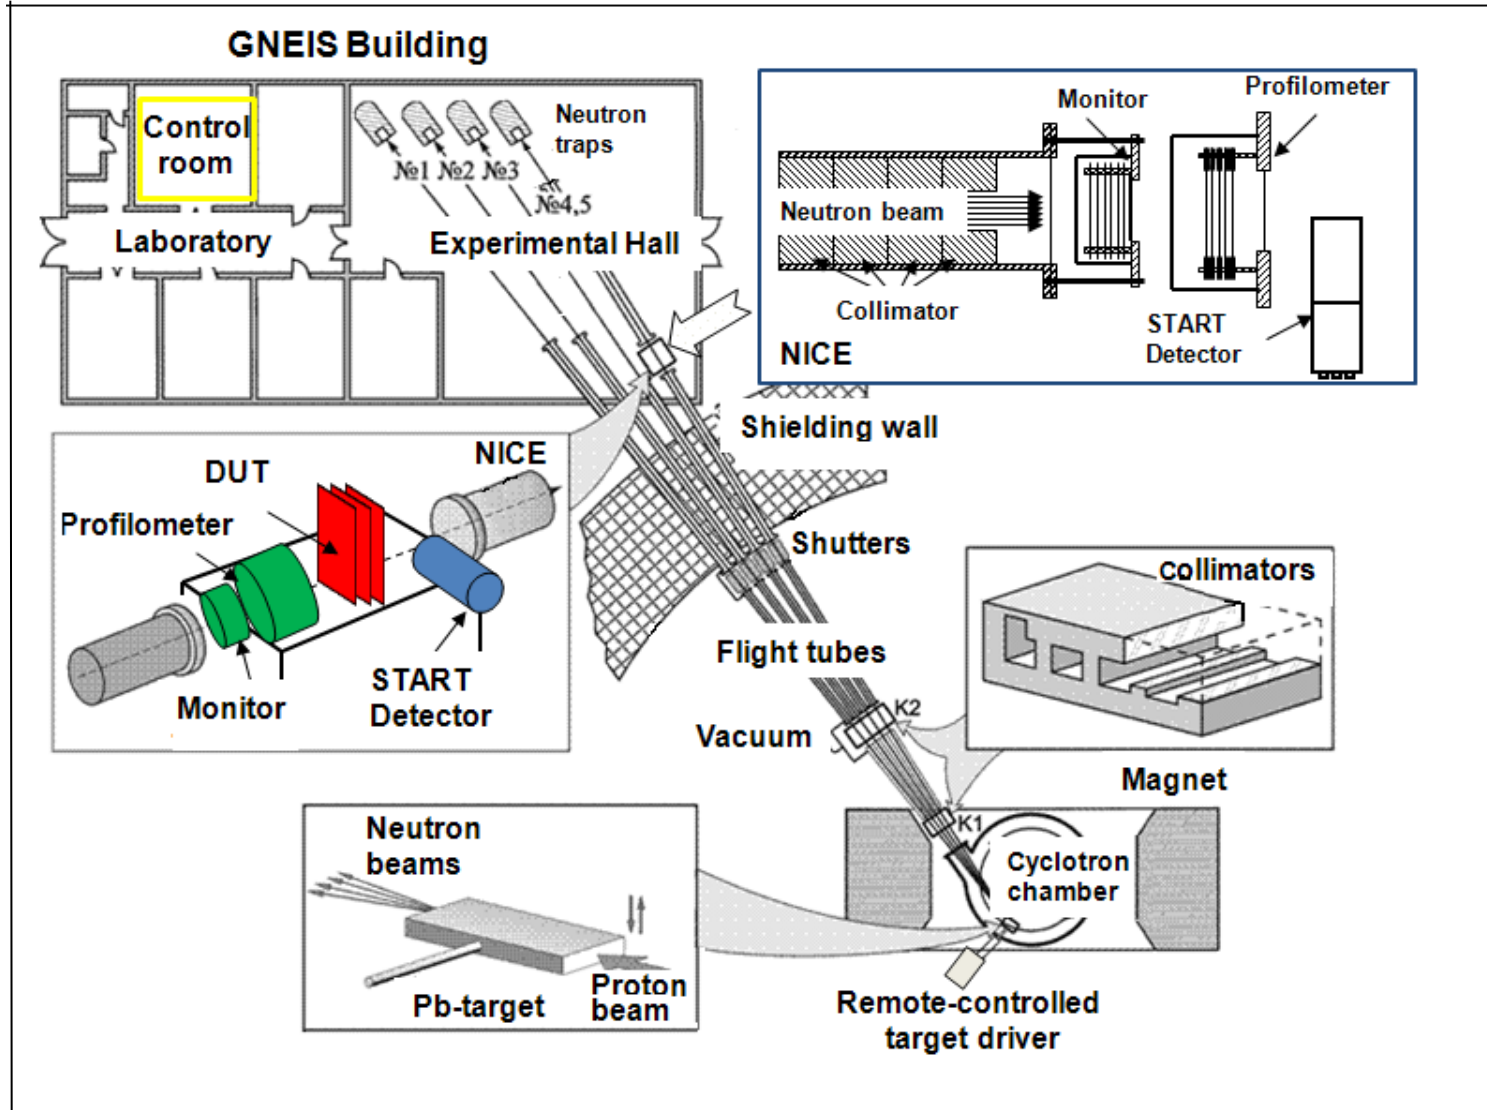 GNEIS Building
Control
room
Neutron
traps
№1 №2 №3
№4,5
Laboratory
Experimental Hall
Monitor
Profilometer
Neutron beam
Collimator
START
Detector
NICE
Shielding wall
DUT
NICE
Profilometer
Monitor
START
Detector
Shutters
Collimators
Flight tubes
K2
Vacuum
Magnet
K1
Cyclotron
chamber
Neutron
beams
Pb-target
Proton
beam
Remote-controlled
target driver